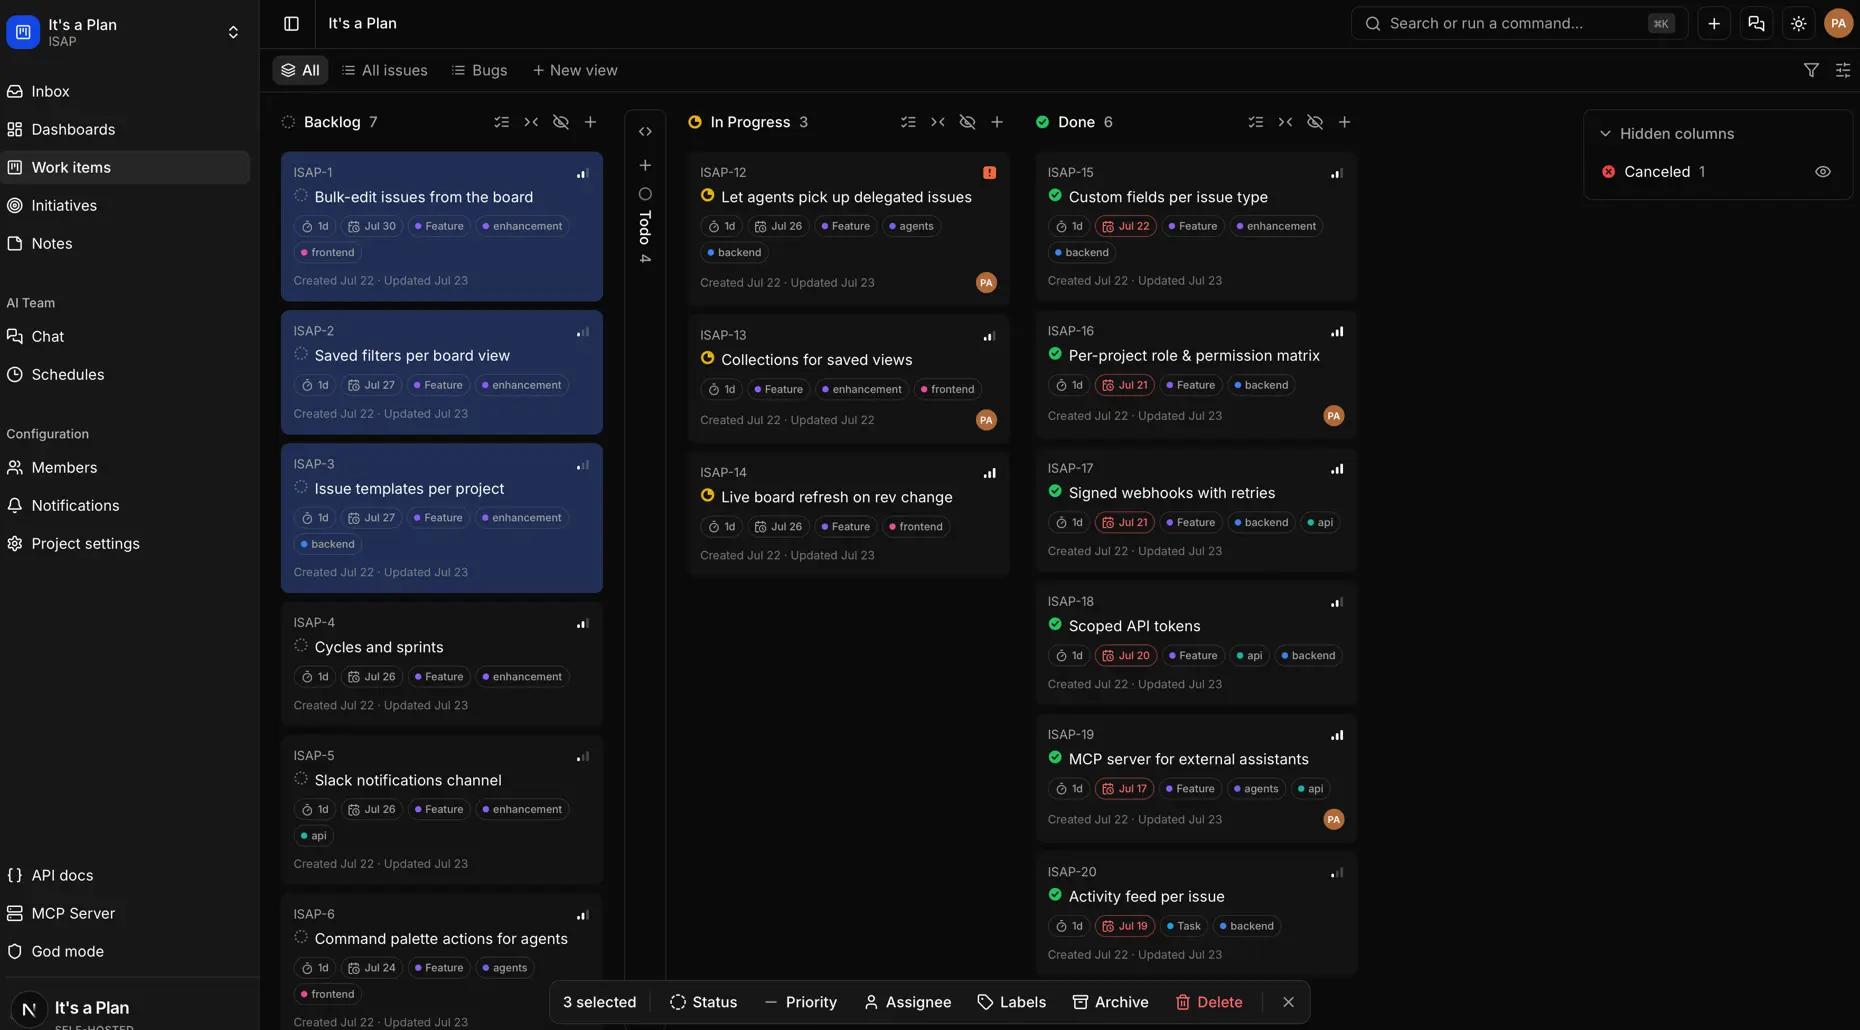 It's a Plan
ISAP
Inbox
Dashboards
Work items
Initiatives
Notes
AI Team
Chat
Schedules
Configuration
Members
Notifications
Project settings
API docs
MCP Server
God mode
N It's a Plan
SELF-HOSTED
It's a Plan
Search or run a command... ⌘K
PA
All All issues Bugs + New view
Backlog 7
ISAP-1
Bulk-edit issues from the board
1d Jul 30 Feature enhancement
frontend
Created Jul 22 · Updated Jul 23
ISAP-2
Saved filters per board view
1d Jul 27 Feature enhancement
Created Jul 22 · Updated Jul 23
ISAP-3
Issue templates per project
1d Jul 27 Feature enhancement
backend
Created Jul 22 · Updated Jul 23
ISAP-4
Cycles and sprints
1d Jul 26 Feature enhancement
Created Jul 22 · Updated Jul 23
ISAP-5
Slack notifications channel
1d Jul 26 Feature enhancement
api
Created Jul 22 · Updated Jul 23
ISAP-6
Command palette actions for agents
1d Jul 24 Feature agents
frontend
Created Jul 22 · Updated Jul 23
Todo 4
In Progress 3
ISAP-12
Let agents pick up delegated issues
1d Jul 26 Feature agents
backend
Created Jul 22 · Updated Jul 23 PA
ISAP-13
Collections for saved views
1d Feature enhancement frontend
Created Jul 22 · Updated Jul 22 PA
ISAP-14
Live board refresh on rev change
1d Jul 26 Feature frontend
Created Jul 22 · Updated Jul 23
Done 6
ISAP-15
Custom fields per issue type
1d Jul 22 Feature enhancement
backend
Created Jul 22 · Updated Jul 23
ISAP-16
Per-project role & permission matrix
1d Jul 21 Feature backend
Created Jul 22 · Updated Jul 23 PA
ISAP-17
Signed webhooks with retries
1d Jul 21 Feature backend api
Created Jul 22 · Updated Jul 23
ISAP-18
Scoped API tokens
1d Jul 20 Feature api backend
Created Jul 22 · Updated Jul 23
ISAP-19
MCP server for external assistants
1d Jul 17 Feature agents api
Created Jul 22 · Updated Jul 23 PA
ISAP-20
Activity feed per issue
1d Jul 19 Task backend
Created Jul 22 · Updated Jul 23
Hidden columns
Canceled 1
3 selected Status Priority Assignee Labels Archive Delete